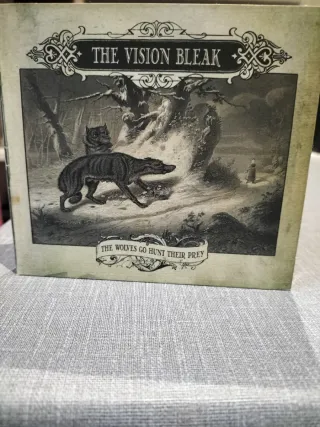 THE VISION BLEAK
THE WOLVES GO HUNT THEIR PREY